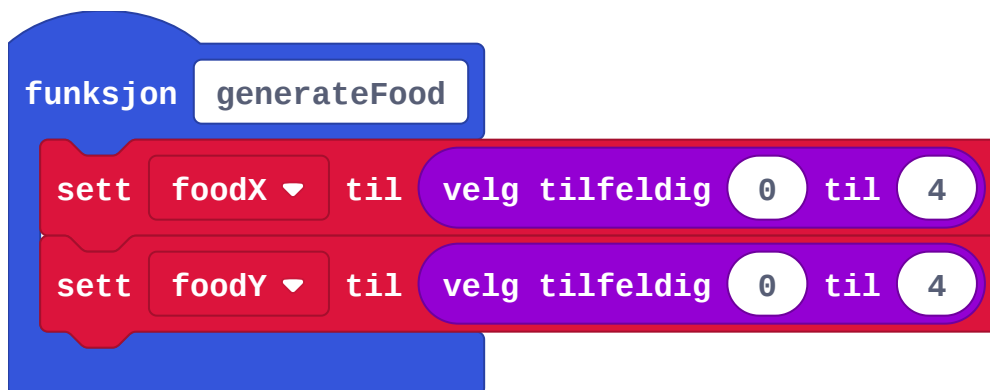 funksjon generateFood
sett foodX til velg tilfeldig 0 til 4
sett foodY til velg tilfeldig 0 til 4